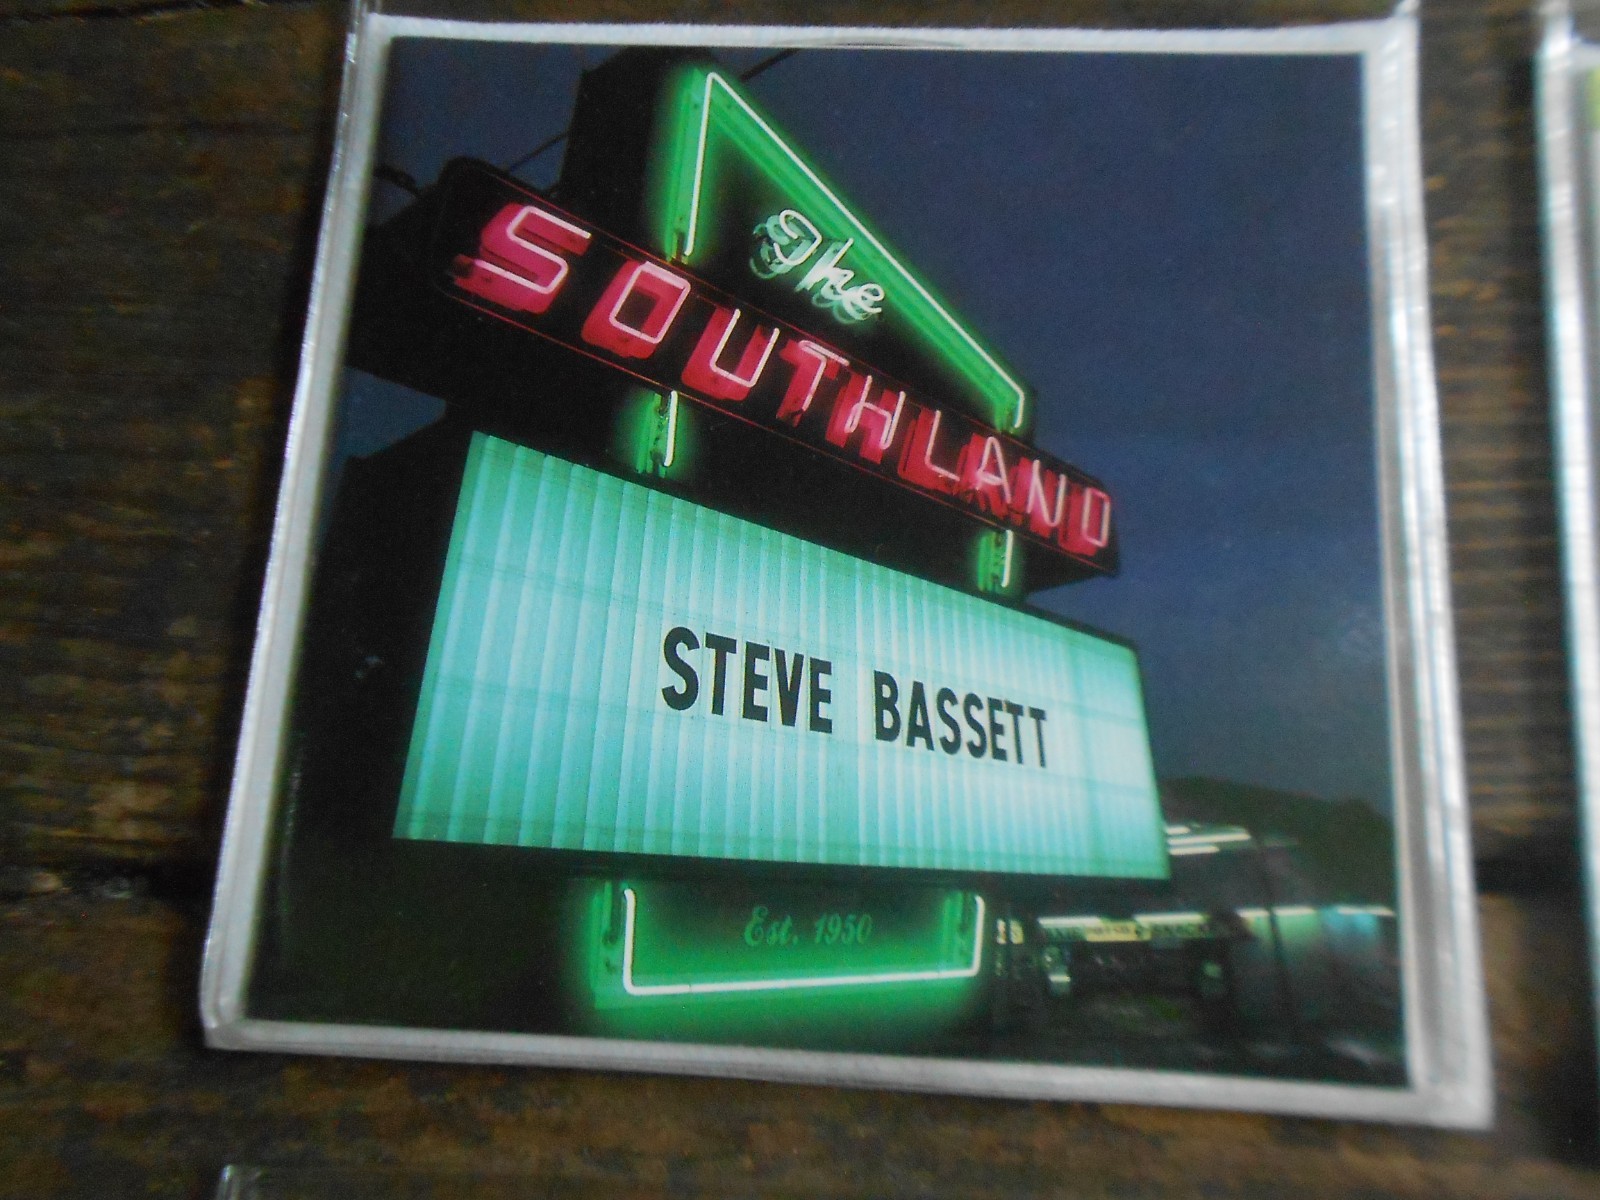 The
SOUTHLAND
STEVE BASSETT
Est. 1950